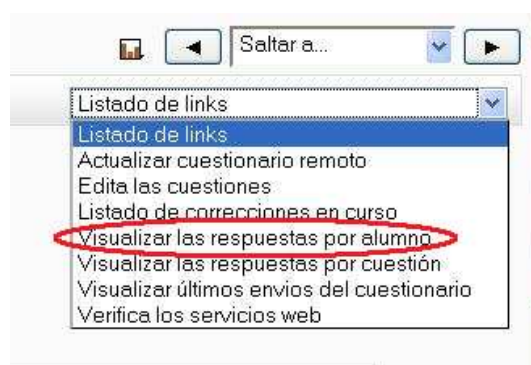 Saltar a...
Listado de links
Listado de links
Actualizar cuestionario remoto
Edita las cuestiones
Listado de correcciones en curso
Visualizar las respuestas por alumno
Visualizar las respuestas por cuestión
Visualizar últimos envios del cuestionario
Verifica los servicios web